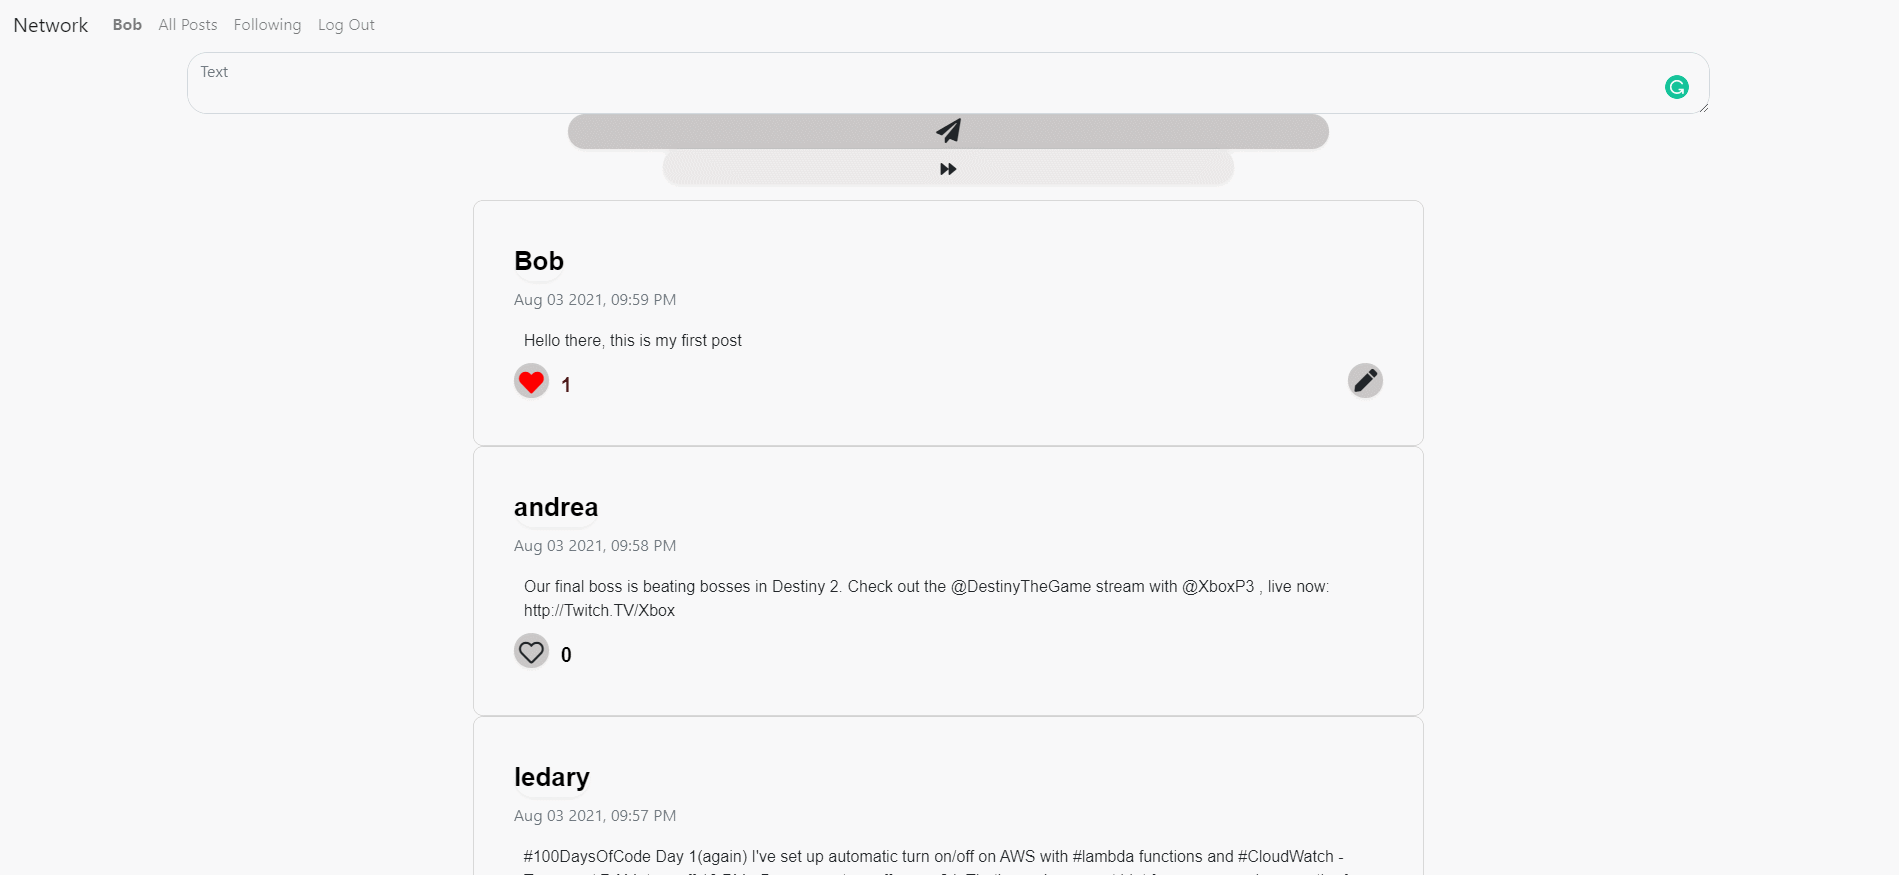 Network Bob All Posts Following Log Out
Text
Bob
Aug 03 2021, 09:59 PM
Hello there, this is my first post
1
andrea
Aug 03 2021, 09:58 PM
Our final boss is beating bosses in Destiny 2. Check out the @DestinyTheGame stream with @XboxP3 , live now:
http://Twitch.TV/Xbox
0
ledary
Aug 03 2021, 09:57 PM
#100DaysOfCode Day 1(again) I've set up automatic turn on/off on AWS with #lambda functions and #CloudWatch -